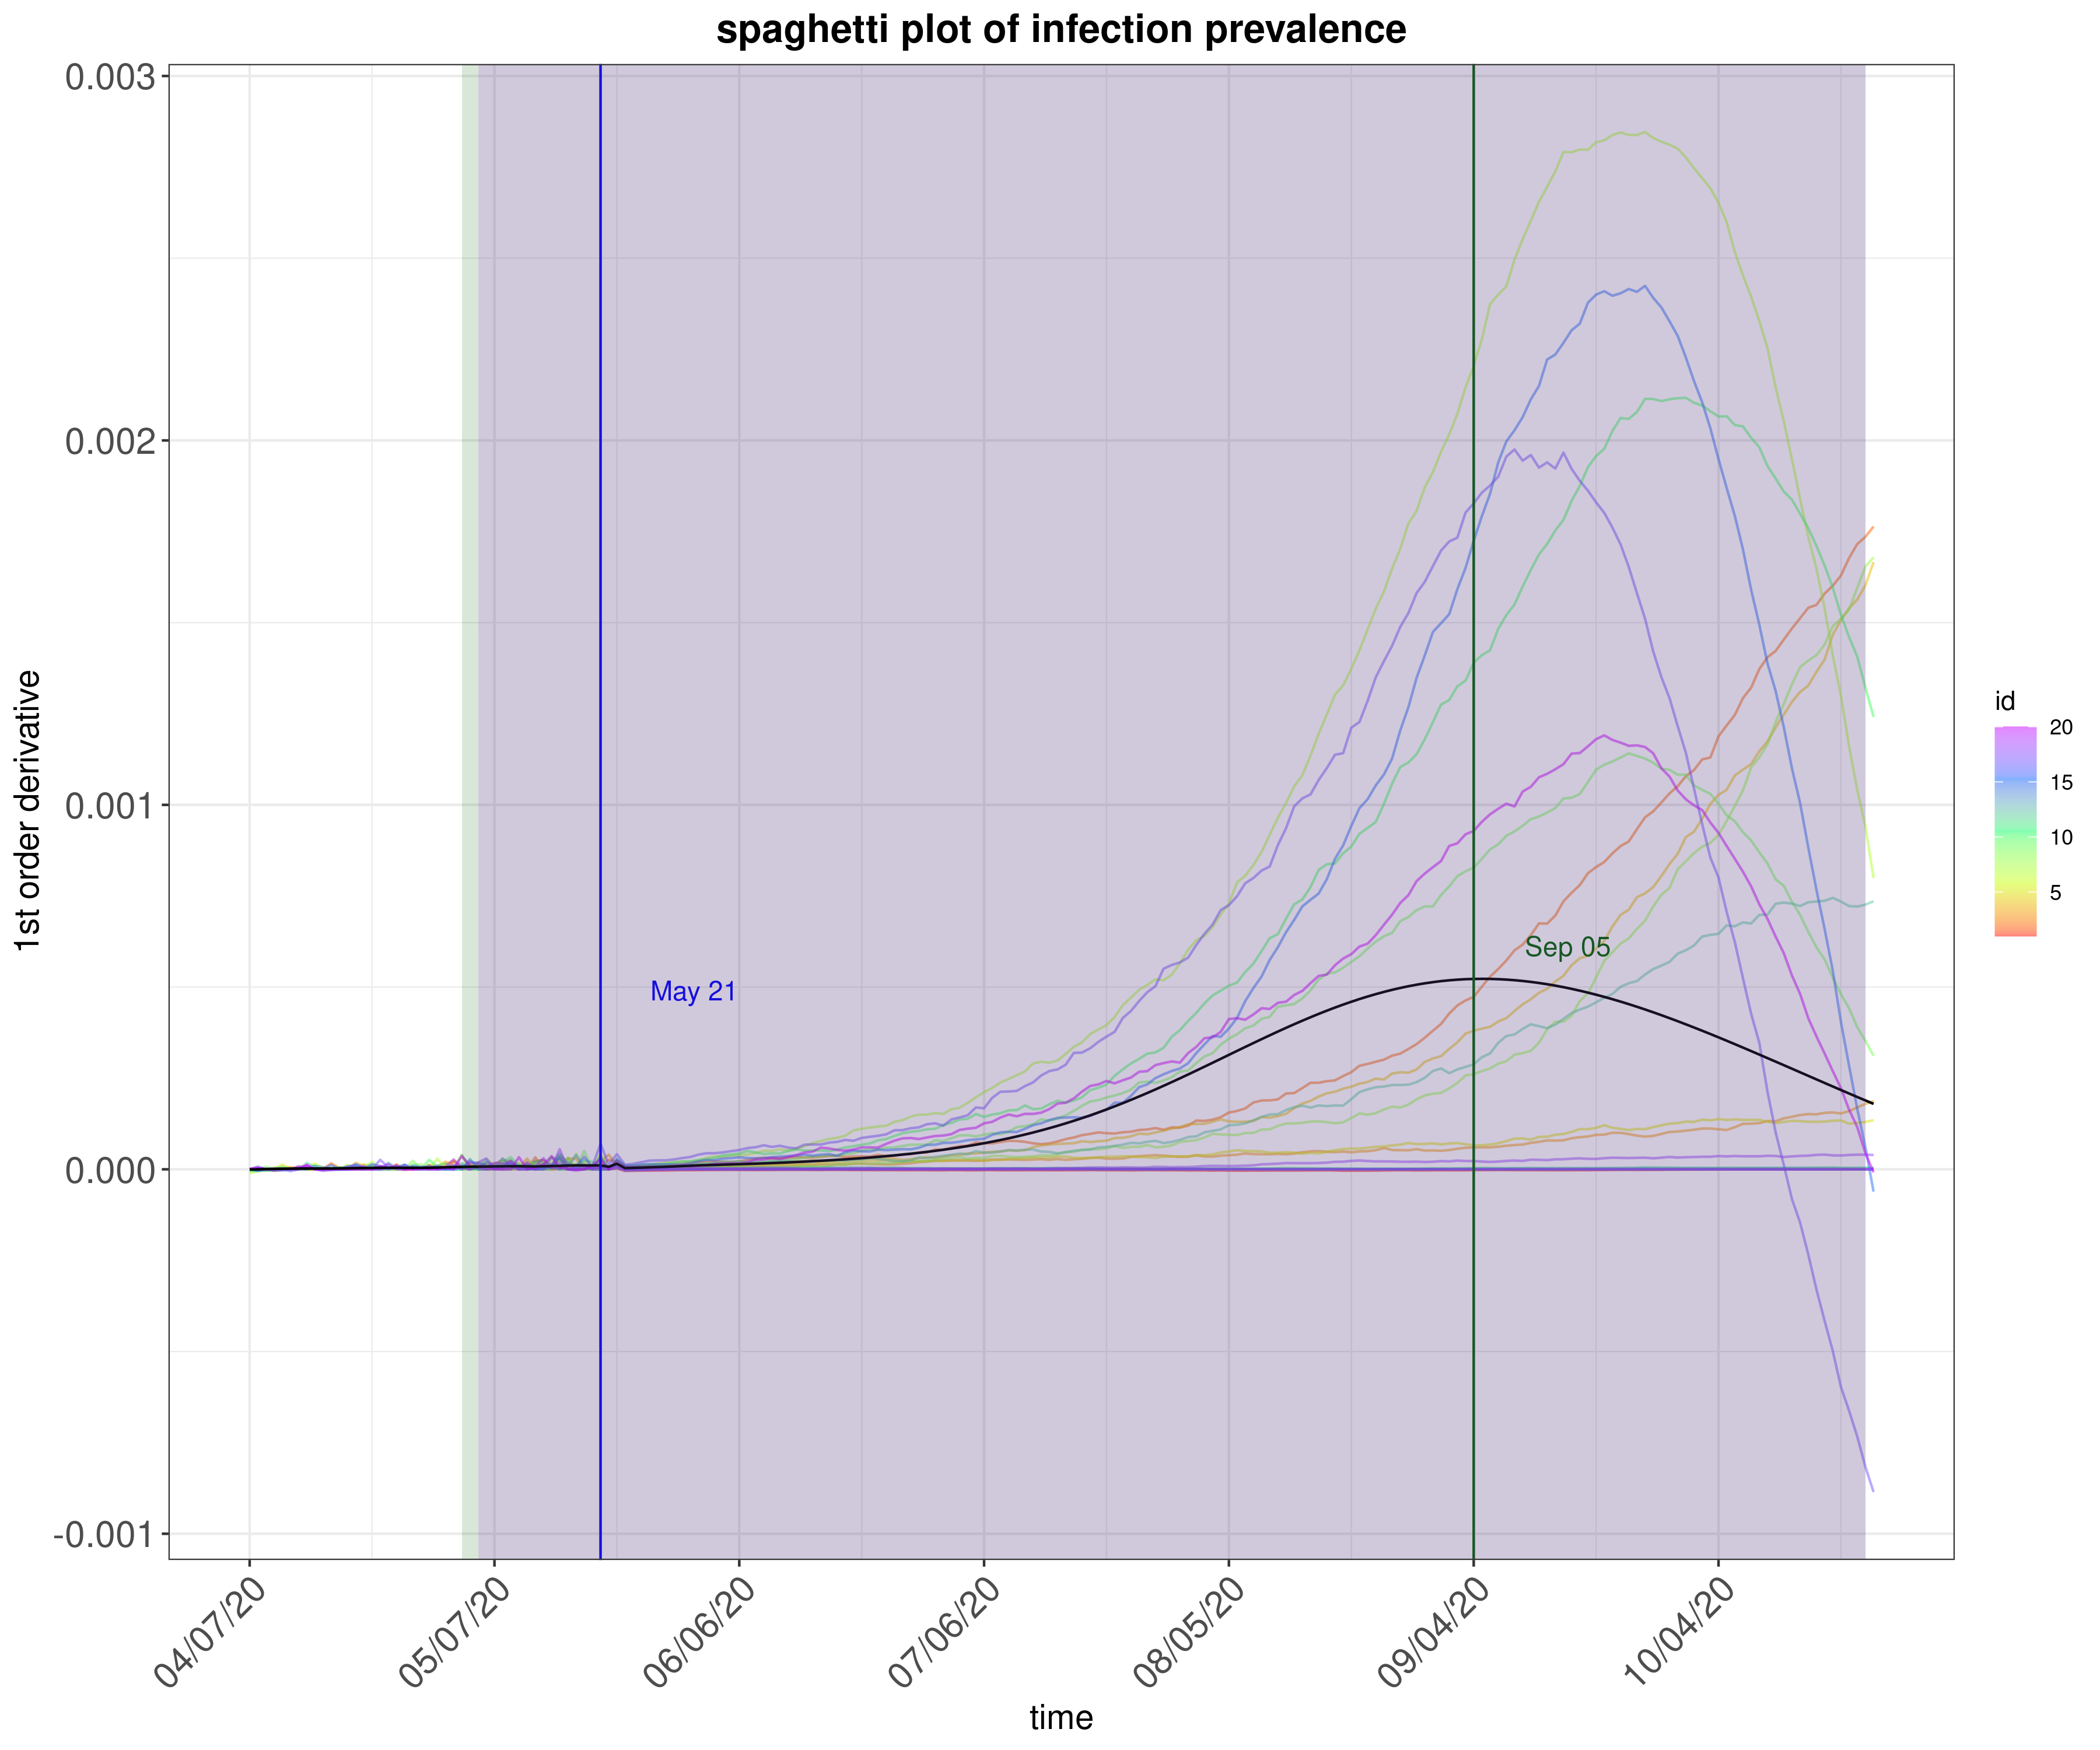 spaghetti plot of infection prevalence
1st order derivative
0.003
0.002
0.001
0.000
-0.001
May 21
Sep 05
04/07/20
05/07/20
06/06/20
07/06/20
08/05/20
09/04/20
10/04/20
time
id
20
15
10
5